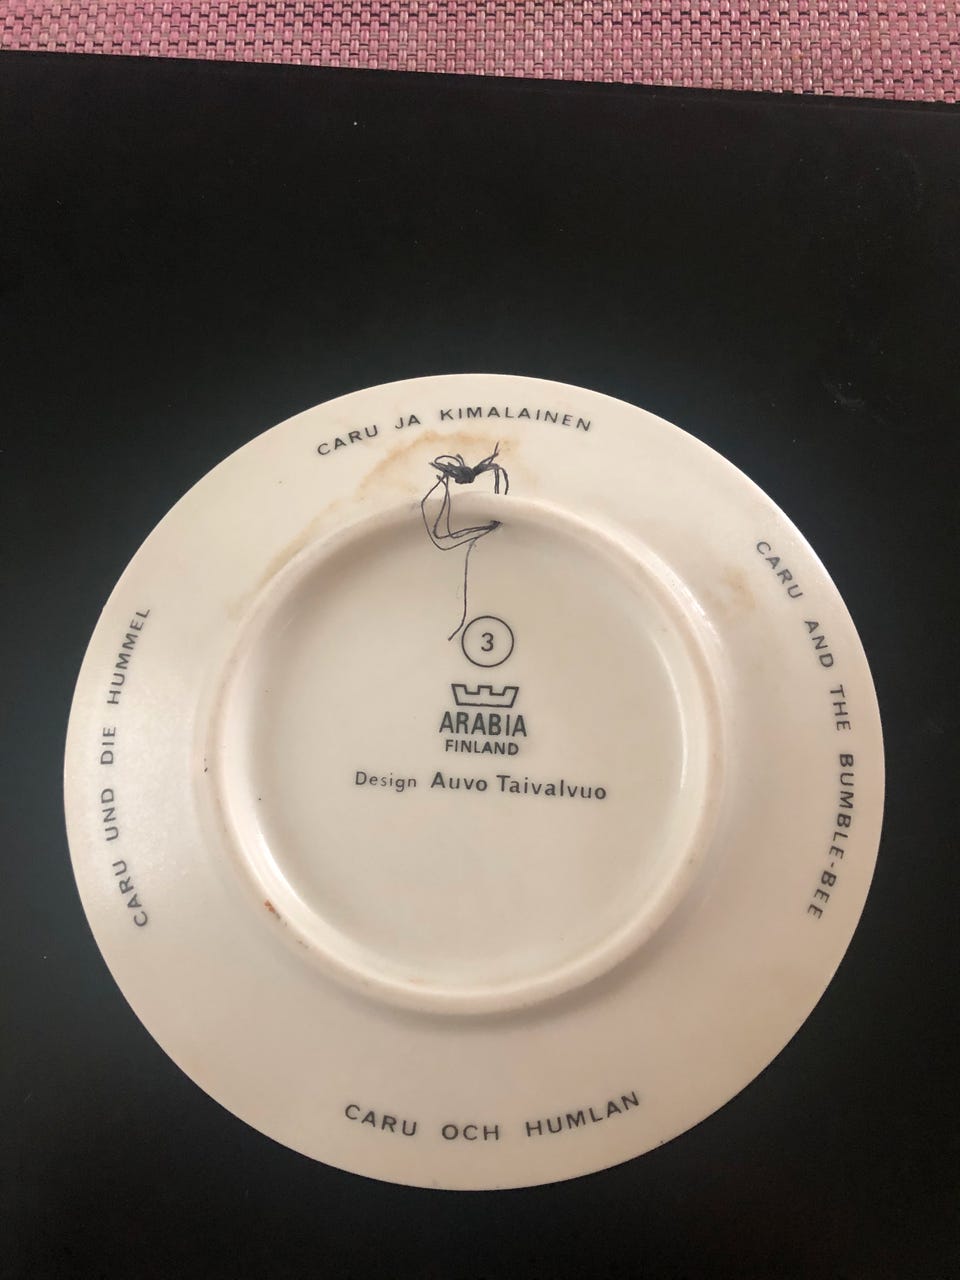 CARU JA KIMALAINEN
CARU AND THE BUMBLE-BEE
CARU UND DIE HUMMEL
3
ARABIA
FINLAND
Design Auvo Taivalvuo
CARU OCH HUMLAN